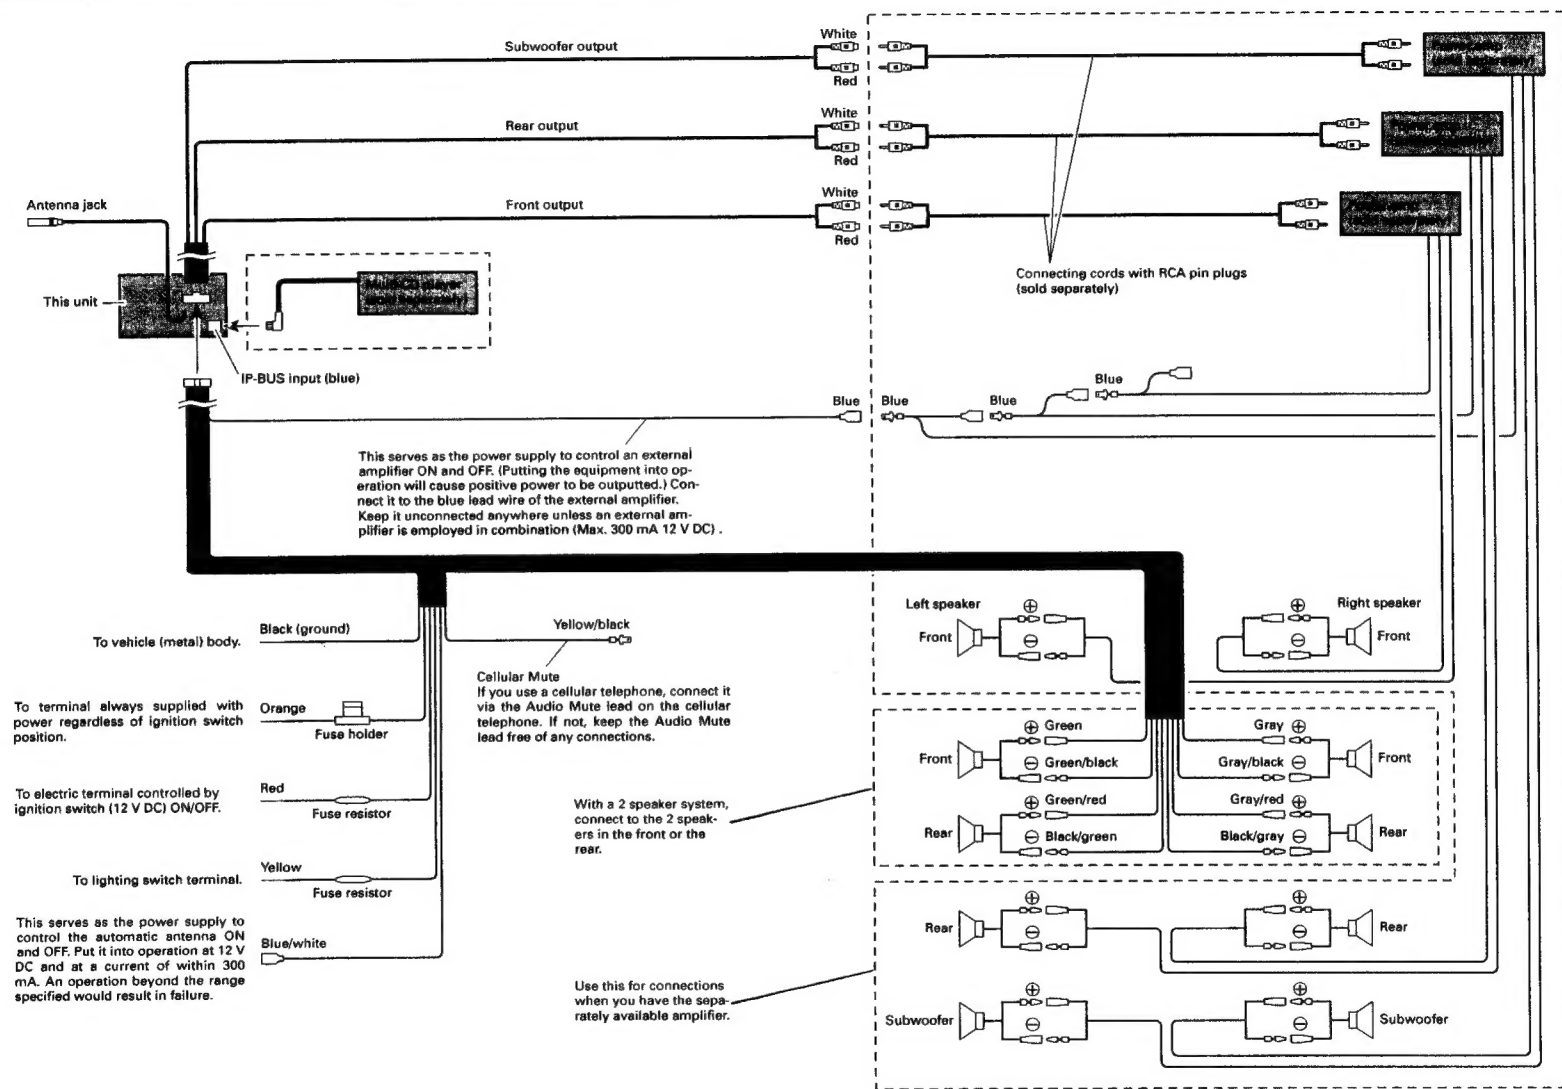 White
Subwoofer output
Red
White
Rear output
Red
White
Front output
Red
Antenna jack
This unit
Multi-CD player
(sold separately)
IP-BUS input (blue)
Power amp
(sold separately)
(sold separately)
Connecting cords with RCA pin plugs
(sold separately)
Blue
Blue
Blue
Blue
This serves as the power supply to control an external
amplifier ON and OFF. (Putting the equipment into op-
eration will cause positive power to be outputted.) Con-
nect it to the blue lead wire of the external amplifier.
Keep it unconnected anywhere unless an external am-
plifier is employed in combination (Max. 300 mA 12 V DC) .
To vehicle (metal) body.
Black (ground)
Yellow/black
Cellular Mute
If you use a cellular telephone, connect it
via the Audio Mute lead on the cellular
telephone. If not, keep the Audio Mute
lead free of any connections.
To terminal always supplied with
power regardless of ignition switch
position.
Orange
Fuse holder
To electric terminal controlled by
ignition switch (12 V DC) ON/OFF.
Red
Fuse resistor
To lighting switch terminal.
Yellow
Fuse resistor
This serves as the power supply to
control the automatic antenna ON
and OFF. Put it into operation at 12 V
DC and at a current of within 300
mA. An operation beyond the range
specified would result in failure.
Blue/white
Left speaker
⊕
Front
⊖
Right speaker
⊕
Front
⊖
With a 2 speaker system,
connect to the 2 speak-
ers in the front or the
rear.
Front
⊕ Green
⊖ Green/black
Gray ⊕
Gray/black ⊖
Front
Rear
⊕ Green/red
⊖ Black/green
Gray/red ⊕
Black/gray ⊖
Rear
Use this for connections
when you have the sepa-
rately available amplifier.
Rear
⊕
⊖
⊕
⊖
Rear
Subwoofer
⊕
⊖
⊕
⊖
Subwoofer